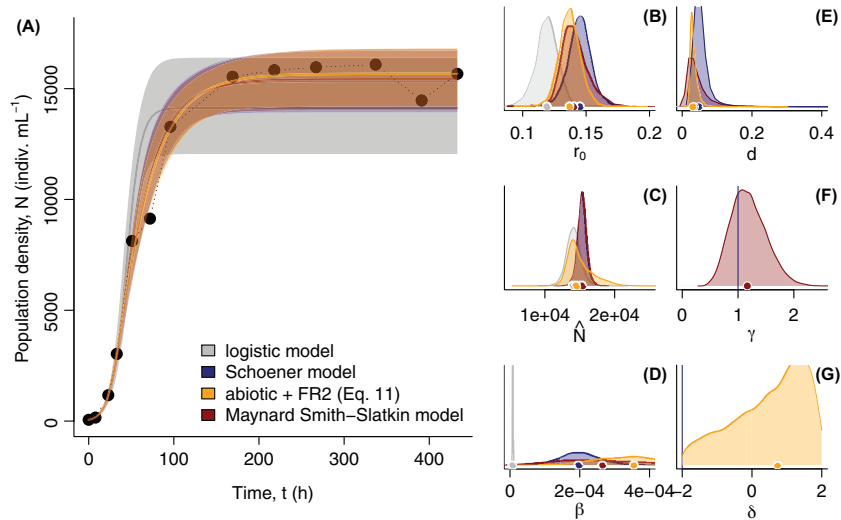 (A)
Population density, N (indiv. mL⁻¹)
0
5000
10000
15000
0 100 200 300 400
Time, t (h)
logistic model
Schoener model
abiotic + FR2 (Eq. 11)
Maynard Smith−Slatkin model
(B)
0.1 0.15 0.2
r₀
(E)
0 0.2 0.4
d
(C)
1e+04 2e+04
N̂
(F)
0 1 2
γ
(D)
0 2e−04 4e−04
β
(G)
−2 0 2
δ